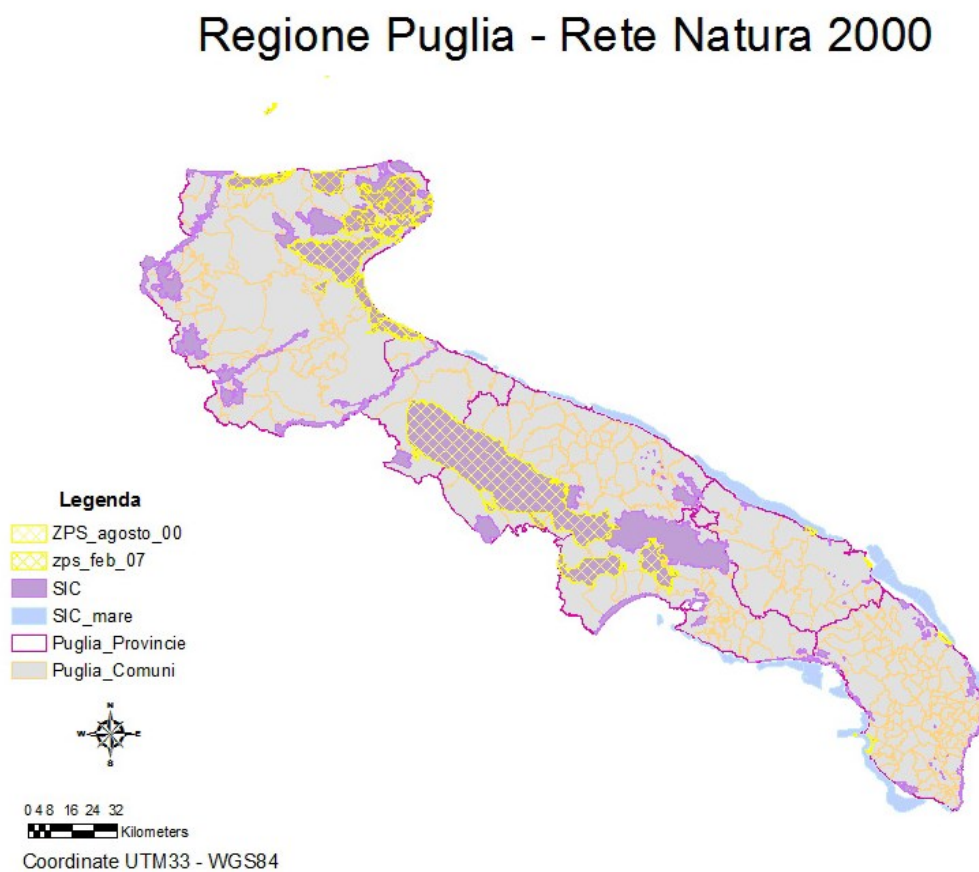 Regione Puglia - Rete Natura 2000
Legenda
ZPS_agosto_00
zps_feb_07
SIC
SIC_mare
Puglia_Provincie
Puglia_Comuni
N
W E
S
0 4 8 16 24 32
Kilometers
Coordinate UTM33 - WGS84